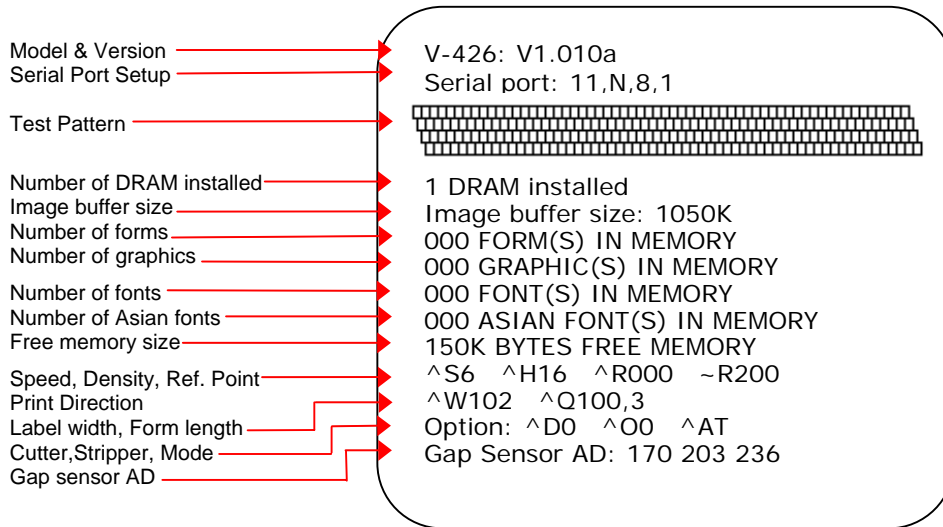 Model & Version
Serial Port Setup
Test Pattern
Number of DRAM installed
Image buffer size
Number of forms
Number of graphics
Number of fonts
Number of Asian fonts
Free memory size
Speed, Density, Ref. Point
Print Direction
Label width, Form length
Cutter,Stripper, Mode
Gap sensor AD
V-426: V1.010a
Serial port: 11,N,8,1
1 DRAM installed
Image buffer size: 1050K
000 FORM(S) IN MEMORY
000 GRAPHIC(S) IN MEMORY
000 FONT(S) IN MEMORY
000 ASIAN FONT(S) IN MEMORY
150K BYTES FREE MEMORY
^S6 ^H16 ^R000 ~R200
^W102 ^Q100,3
Option: ^D0 ^O0 ^AT
Gap Sensor AD: 170 203 236